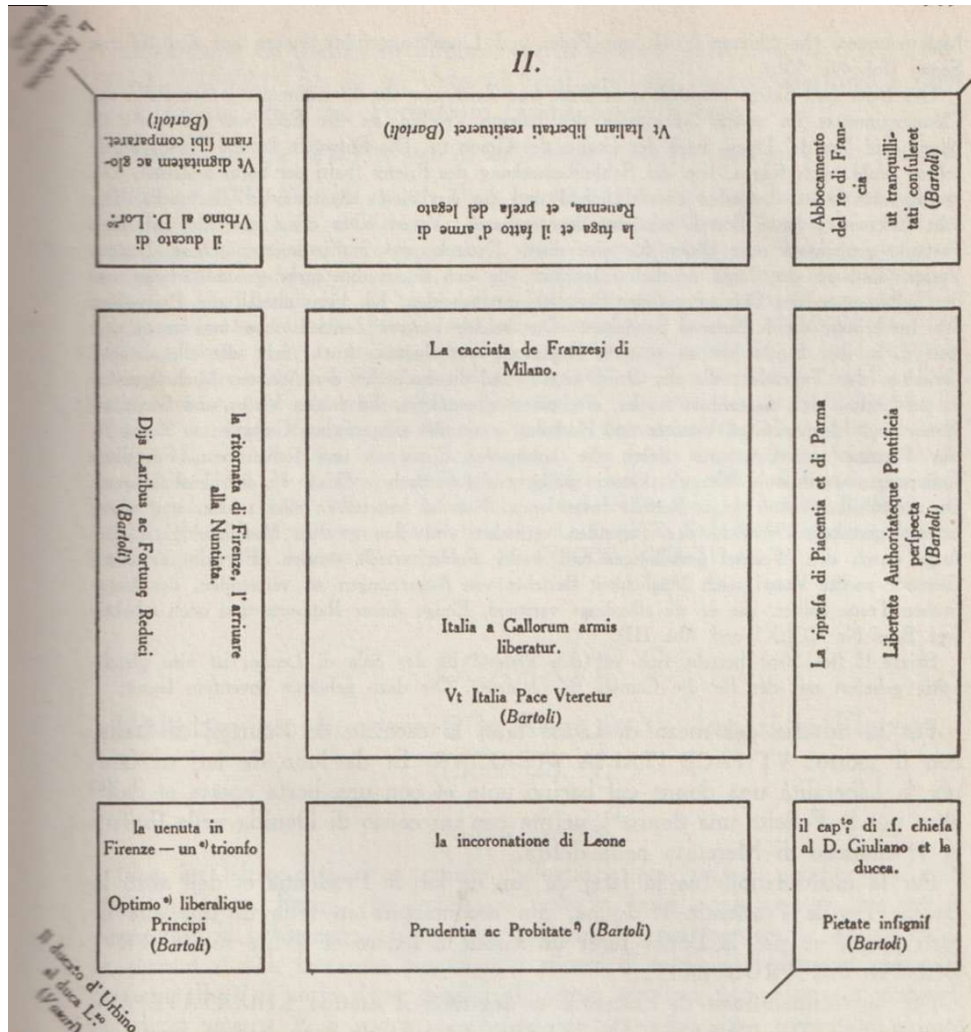 II.
il ducato di
Vrbino al D. Lor.ᶻᵒ
Vt dignitatem ac glo-
riam sibi compararet.
(Bartoli)
la fuga et il fatto d'arme di
Rauenna et presa del legato
Vt Italiam libertati restitueret (Bartoli)
Abbocamento
del re di Fran-
cia
ut tranquilli-
tati consuleret
(Bartoli)
la ritornata di Firenze, l' arriuare
alla Nuntiata.
Dijs Laribus ac Fortunę Reduci
(Bartoli)
La cacciata de Franzesj di
Milano.
Italia a Gallorum armis
liberatur.
Vt Italia Pace Vteretur
(Bartoli)
La ripresa di Piacentia et di Parma
Libertate Authoritateque Pontificia
perspecta
(Bartoli)
la uenuta in
Firenze — un ᵃ⁾ trionfo
Optimo ᵃ⁾ liberalique
Principi
(Bartoli)
la incoronatione di Leone
Prudentia ac Probitate ⁹⁾ (Bartoli)
il cap.ᵗᵒ di .s. chiesa
al D. Giuliano et la
ducea.
Pietate insignis
(Bartoli)
Il ducato d' Urbino
al duca L.ᶻᵒ
(Vasari)